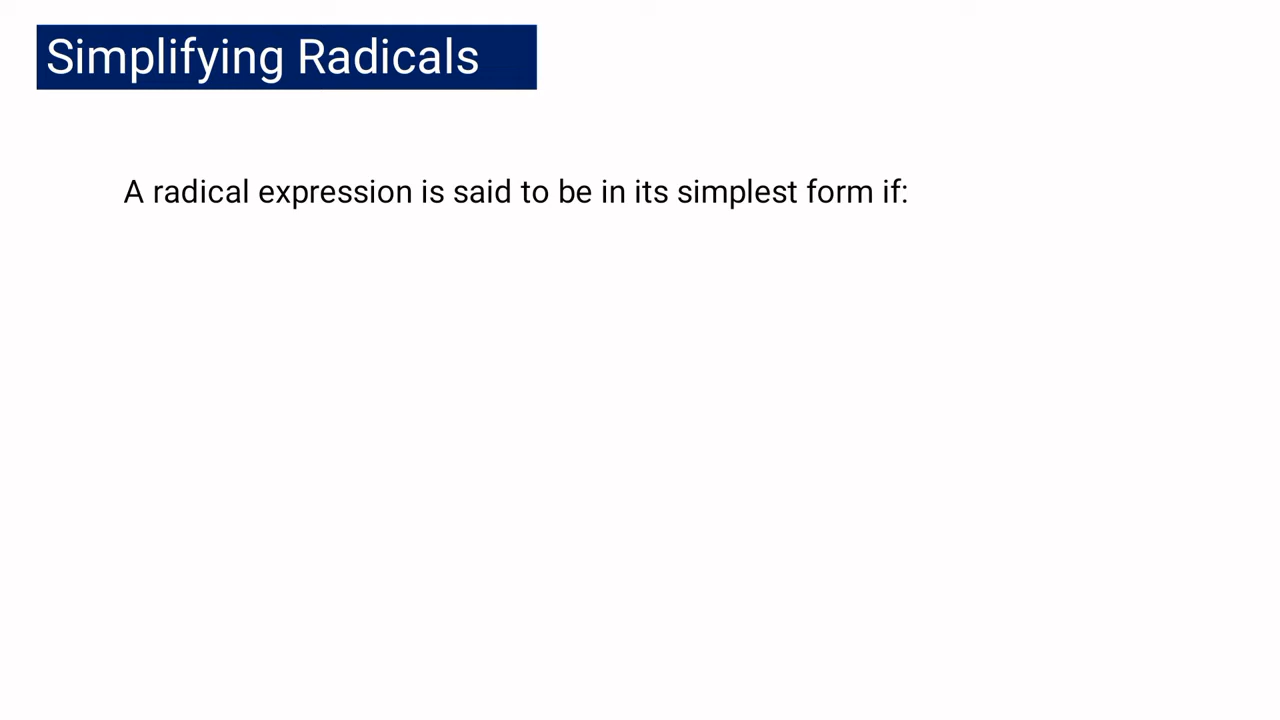 Simplifying Radicals
A radical expression is said to be in its simplest form if: